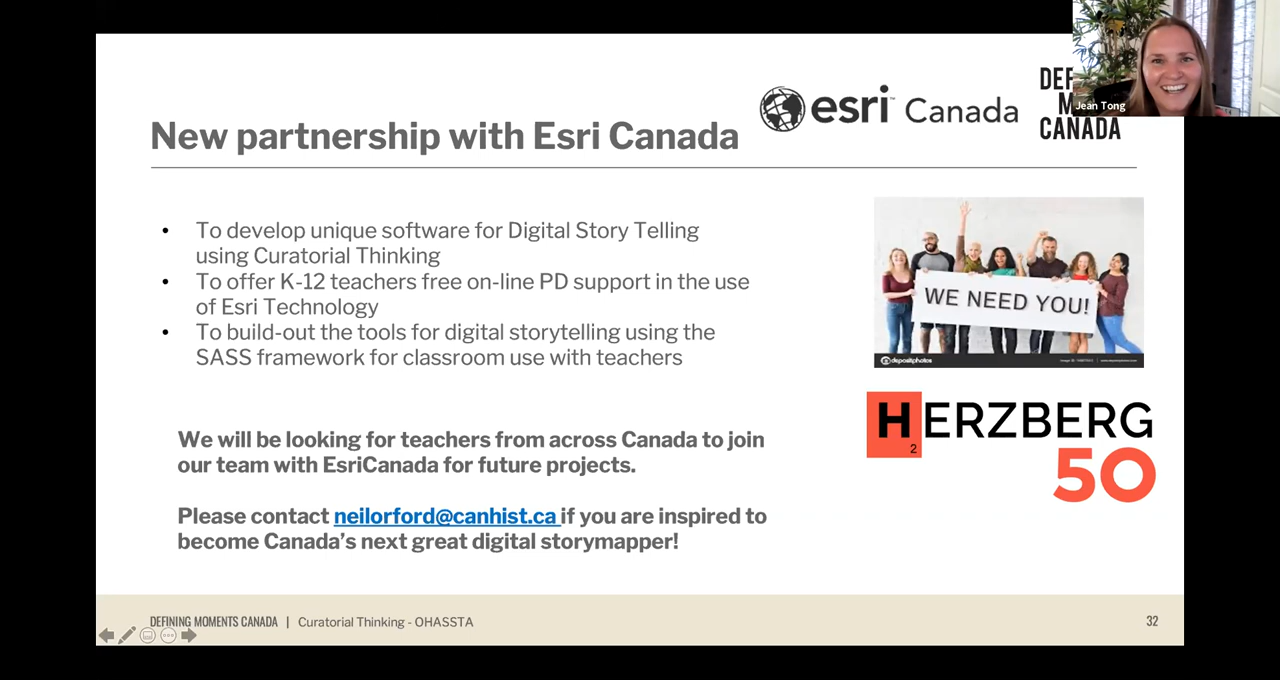 esri Canada
DEF
M
CANADA
Jean Tong
New partnership with Esri Canada
• To develop unique software for Digital Story Telling
using Curatorial Thinking
• To offer K-12 teachers free on-line PD support in the use
of Esri Technology
• To build-out the tools for digital storytelling using the
SASS framework for classroom use with teachers
WE NEED YOU!
depositphotos
HERZBERG
2
50
We will be looking for teachers from across Canada to join
our team with EsriCanada for future projects.
Please contact neilorford@canhist.ca if you are inspired to
become Canada's next great digital storymapper!
DEFINING MOMENTS CANADA | Curatorial Thinking - OHASSTA
32